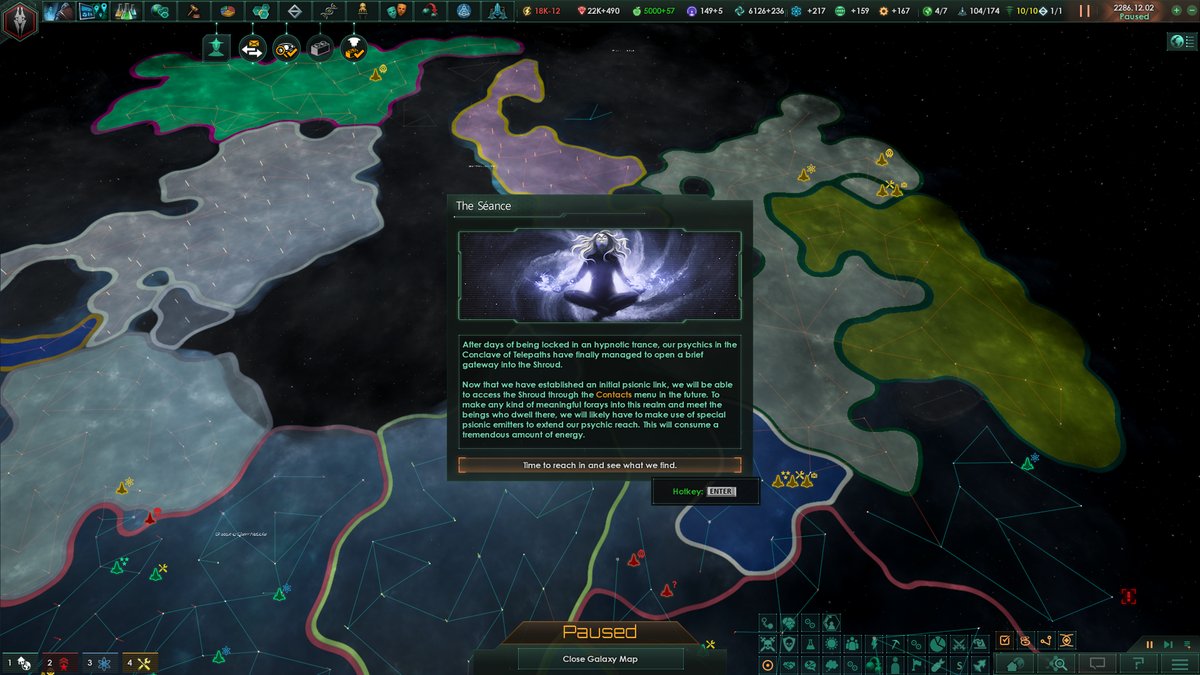 18K-12 22K+490 5000+57 149+5 6126+236 +217 +159 +167 4/7 104/174 10/10 1/1 2286.12.02
Paused
The Séance
After days of being locked in an hypnotic trance, our psychics in the
Conclave of Telepaths have finally managed to open a brief
gateway into the Shroud.
Now that we have established an initial psionic link, we will be able
to access the Shroud through the Contacts menu in the future. To
make any kind of meaningful forays into this realm and meet the
beings who dwell there, we will likely have to make use of special
psionic emitters to extend our psychic reach. This will consume a
tremendous amount of energy.
Time to reach in and see what we find.
Hotkey: ENTER
Paused
Close Galaxy Map
1 2 3 4